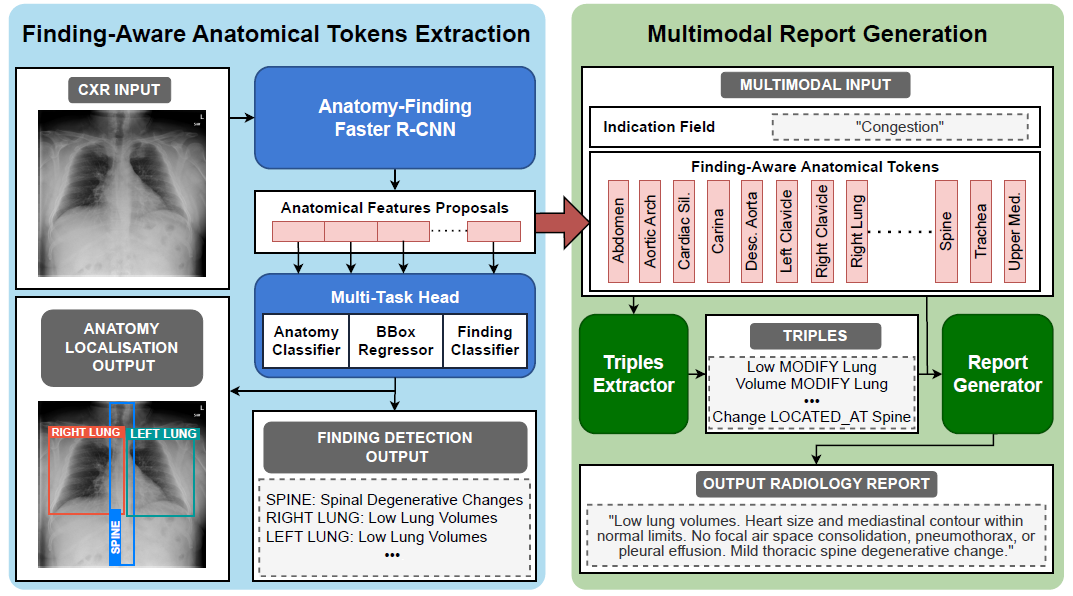 Finding-Aware Anatomical Tokens Extraction
CXR INPUT
L
Anatomy-Finding
Faster R-CNN
Anatomical Features Proposals
Multi-Task Head
Anatomy
Classifier
BBox
Regressor
Finding
Classifier
ANATOMY
LOCALISATION
OUTPUT
L
RIGHT LUNG
LEFT LUNG
SPINE
FINDING DETECTION
OUTPUT
SPINE: Spinal Degenerative Changes
RIGHT LUNG: Low Lung Volumes
LEFT LUNG: Low Lung Volumes
•••
Multimodal Report Generation
MULTIMODAL INPUT
Indication Field
"Congestion"
Finding-Aware Anatomical Tokens
Abdomen
Aortic Arch
Cardiac Sil.
Carina
Desc. Aorta
Left Clavicle
Right Clavicle
Right Lung
Spine
Trachea
Upper Med.
Triples
Extractor
TRIPLES
Low MODIFY Lung
Volume MODIFY Lung
•••
Change LOCATED_AT Spine
Report
Generator
OUTPUT RADIOLOGY REPORT
"Low lung volumes. Heart size and mediastinal contour within
normal limits. No focal air space consolidation, pneumothorax, or
pleural effusion. Mild thoracic spine degenerative change."